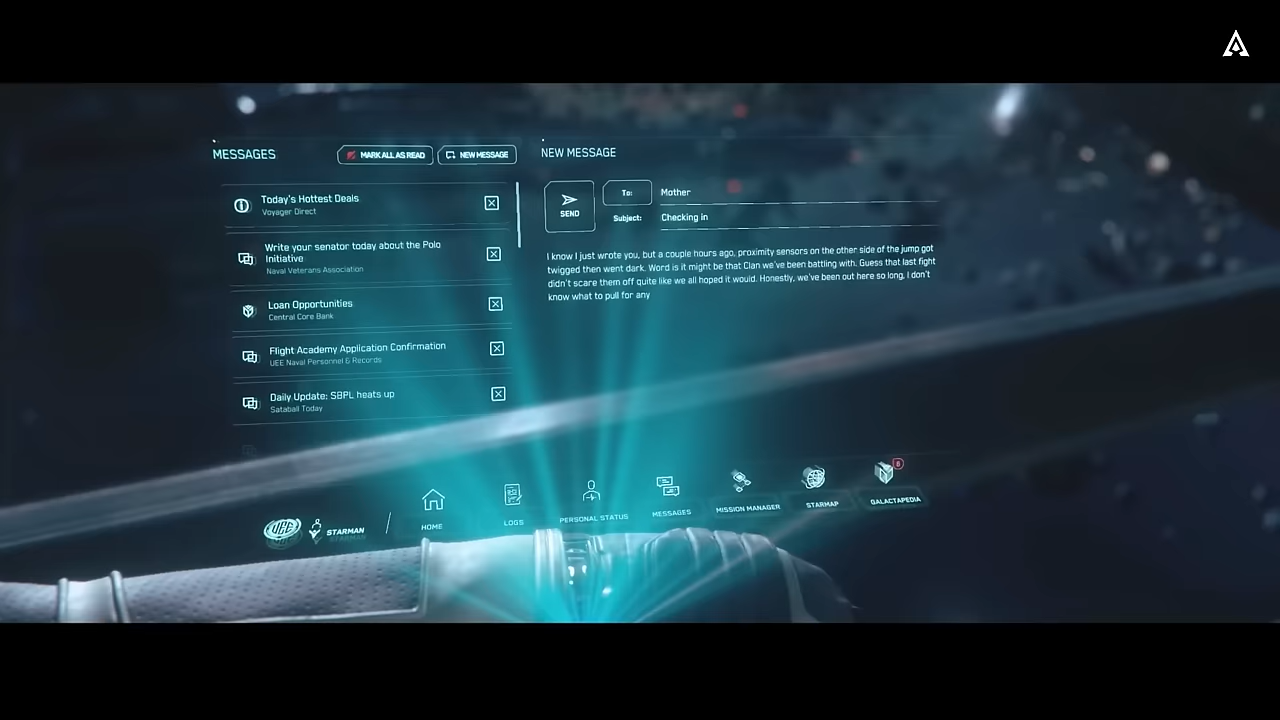 MESSAGES
MARK ALL AS READ
NEW MESSAGE
Today's Hottest Deals
Voyager Direct
Write your senator today about the Polo
Initiative
Naval Veterans Association
Loan Opportunities
Central Core Bank
Flight Academy Application Confirmation
UEE Naval Personnel & Records
Daily Update: SBPL heats up
Sataball Today
NEW MESSAGE
SEND
To:
Mother
Subject:
Checking in
I know I just wrote you, but a couple hours ago, proximity sensors on the other side of the jump got
twigged then went dark. Word is it might be that Clan we've been battling with. Guess that last fight
didn't scare them off quite like we all hoped it would. Honestly, we've been out here so long, I don't
know what to pull for any
UEE
STARMAN
HOME
LOGS
PERSONAL STATUS
MESSAGES
MISSION MANAGER
STARMAP
GALACTAPEDIA